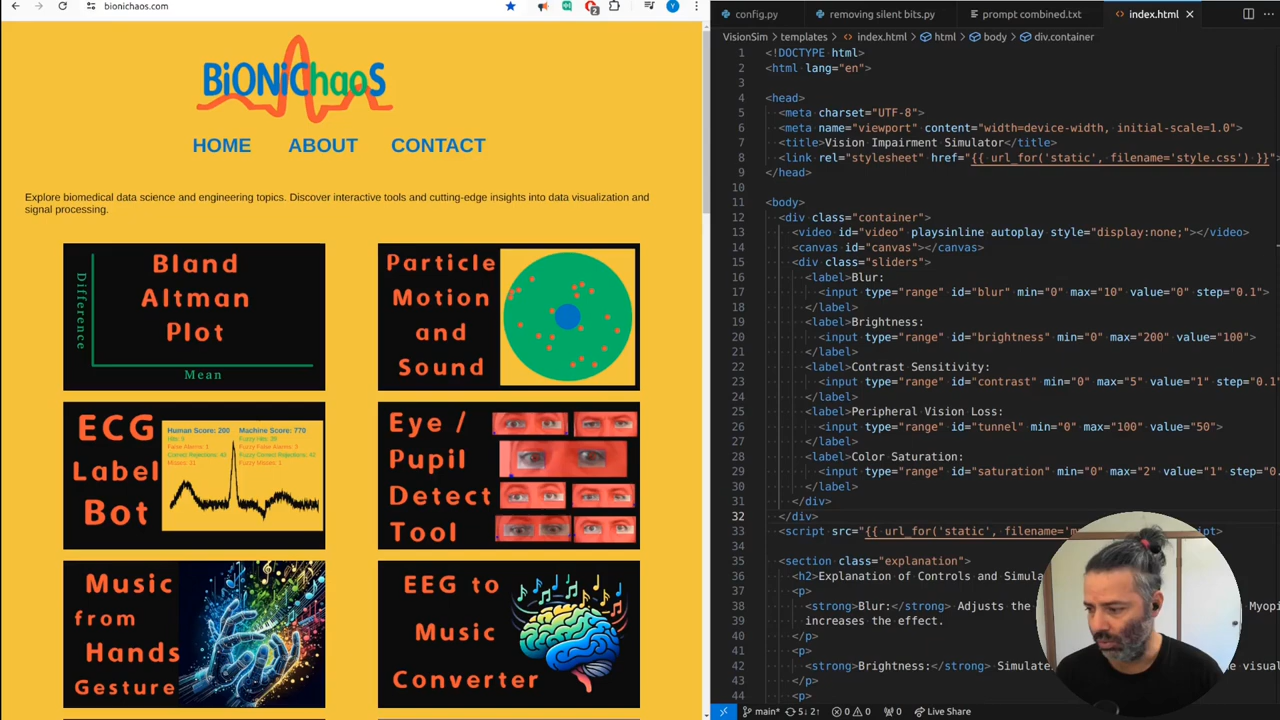 bionichaos.com
2
Y
BiONiChaoS
HOME ABOUT CONTACT
Explore biomedical data science and engineering topics. Discover interactive tools and cutting-edge insights into data visualization and
signal processing.
Bland
Altman
Plot
Difference
Mean
Particle
Motion
and
Sound
ECG
Label
Bot
Human Score: 200 Machine Score: 770
Eye /
Pupil
Detect
Tool
Music
from
Hands
Gesture
EEG to
Music
Converter
config.py
removing silent bits.py
prompt combined.txt
index.html
VisionSim › templates › index.html › html › body › div.container
1 <!DOCTYPE html>
2 <html lang="en">
3
4 <head>
5 <meta charset="UTF-8">
6 <meta name="viewport" content="width=device-width, initial-scale=1.0">
7 <title>Vision Impairment Simulator</title>
8 <link rel="stylesheet" href="{{ url_for('static', filename='style.css') }}">
9 </head>
10
11 <body>
12 <div class="container">
13 <video id="video" playsinline autoplay style="display:none;"></video>
14 <canvas id="canvas"></canvas>
15 <div class="sliders">
16 <label>Blur:
17 <input type="range" id="blur" min="0" max="10" value="0" step="0.1">
18 </label>
19 <label>Brightness:
20 <input type="range" id="brightness" min="0" max="200" value="100">
21 </label>
22 <label>Contrast Sensitivity:
23 <input type="range" id="contrast" min="0" max="5" value="1" step="0.1
24 </label>
25 <label>Peripheral Vision Loss:
26 <input type="range" id="tunnel" min="0" max="100" value="50">
27 </label>
28 <label>Color Saturation:
29 <input type="range" id="saturation" min="0" max="2" value="1" step="0.
30 </label>
31 </div>
32 </div>
33 <script src="{{ url_for('static', filename='m
34
35 <section class="explanation">
36 <h2>Explanation of Controls and Simula
37 <p>
38 <strong>Blur:</strong> Adjusts the Myopi
39 increases the effect.
40 </p>
41 <p>
42 <strong>Brightness:</strong> Simulate visual
43 </p>
44 <p>
main* 5↓ 2↑ 0 0 0 Live Share